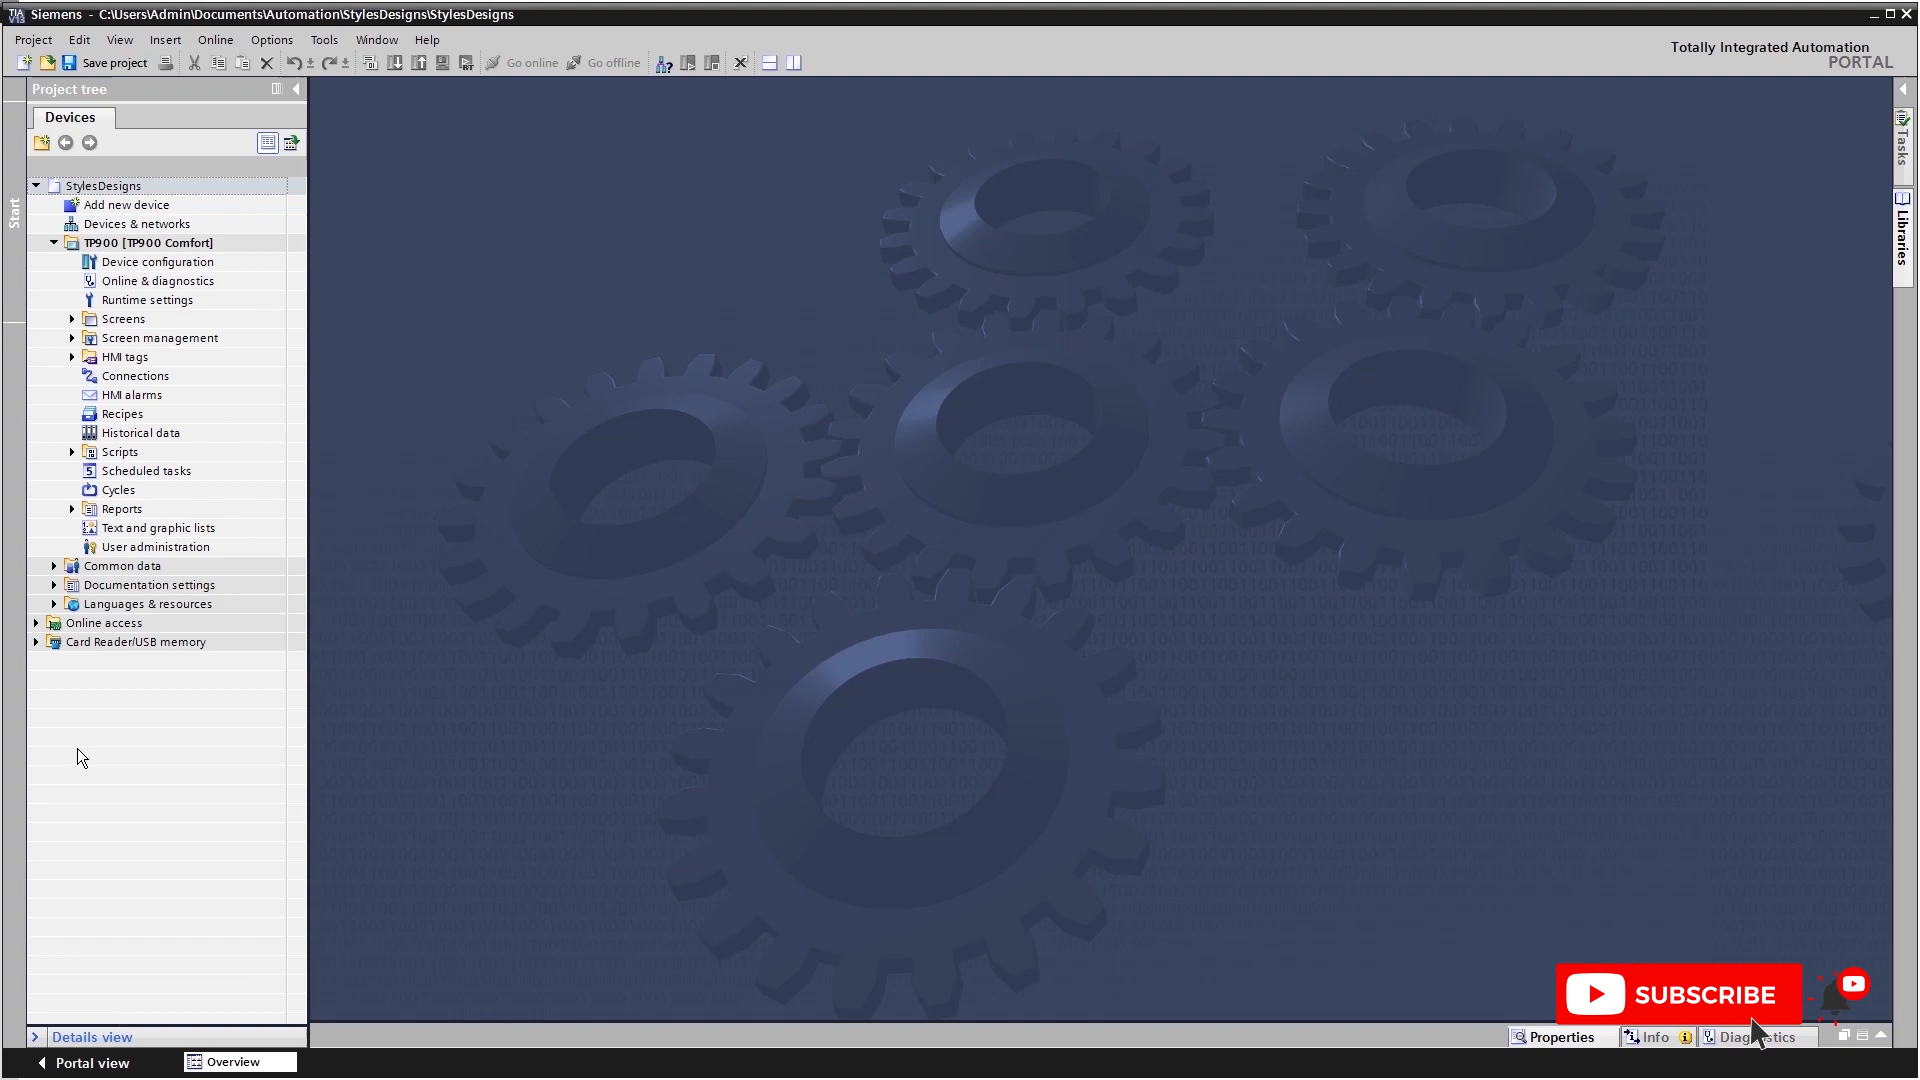 TIA
V13
Siemens - C:\Users\Admin\Documents\Automation\StylesDesigns\StylesDesigns
Project Edit View Insert Online Options Tools Window Help
Totally Integrated Automation
PORTAL
Save project
Go online
Go offline
Project tree
Devices
Start
StylesDesigns
Add new device
Devices & networks
TP900 [TP900 Comfort]
Device configuration
Online & diagnostics
Runtime settings
Screens
Screen management
HMI tags
Connections
HMI alarms
Recipes
Historical data
Scripts
Scheduled tasks
Cycles
Reports
Text and graphic lists
User administration
Common data
Documentation settings
Languages & resources
Online access
Card Reader/USB memory
Tasks
Libraries
SUBSCRIBE
Details view
Properties
Info
Diagnostics
Portal view
Overview